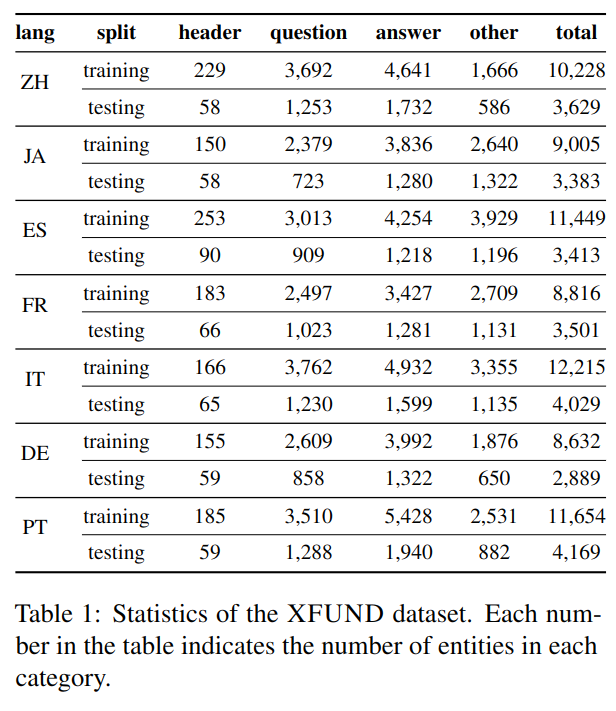 lang split header question answer other total
ZH training 229 3,692 4,641 1,666 10,228
testing 58 1,253 1,732 586 3,629
JA training 150 2,379 3,836 2,640 9,005
testing 58 723 1,280 1,322 3,383
ES training 253 3,013 4,254 3,929 11,449
testing 90 909 1,218 1,196 3,413
FR training 183 2,497 3,427 2,709 8,816
testing 66 1,023 1,281 1,131 3,501
IT training 166 3,762 4,932 3,355 12,215
testing 65 1,230 1,599 1,135 4,029
DE training 155 2,609 3,992 1,876 8,632
testing 59 858 1,322 650 2,889
PT training 185 3,510 5,428 2,531 11,654
testing 59 1,288 1,940 882 4,169
Table 1: Statistics of the XFUND dataset. Each num-
ber in the table indicates the number of entities in each
category.